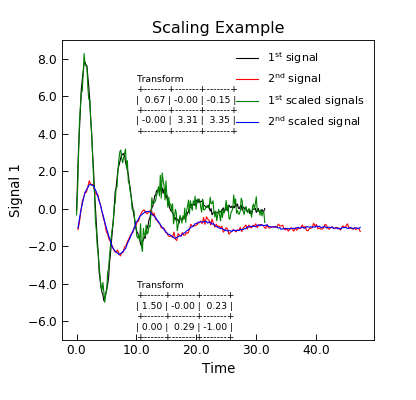 Scaling Example
Signal 1
8.0
6.0
4.0
2.0
0.0
−2.0
−4.0
−6.0
1st signal
2nd signal
1st scaled signals
2nd scaled signal
Transform
+--------+--------+--------+
| 0.67 | -0.00 | -0.15 |
+--------+--------+--------+
| -0.00 | 3.31 | 3.35 |
+--------+--------+--------+
Transform
+-------+--------+--------+
| 1.50 | -0.00 | 0.23 |
+-------+--------+--------+
| 0.00 | 0.29 | -1.00 |
+-------+--------+--------+
0.0 10.0 20.0 30.0 40.0
Time